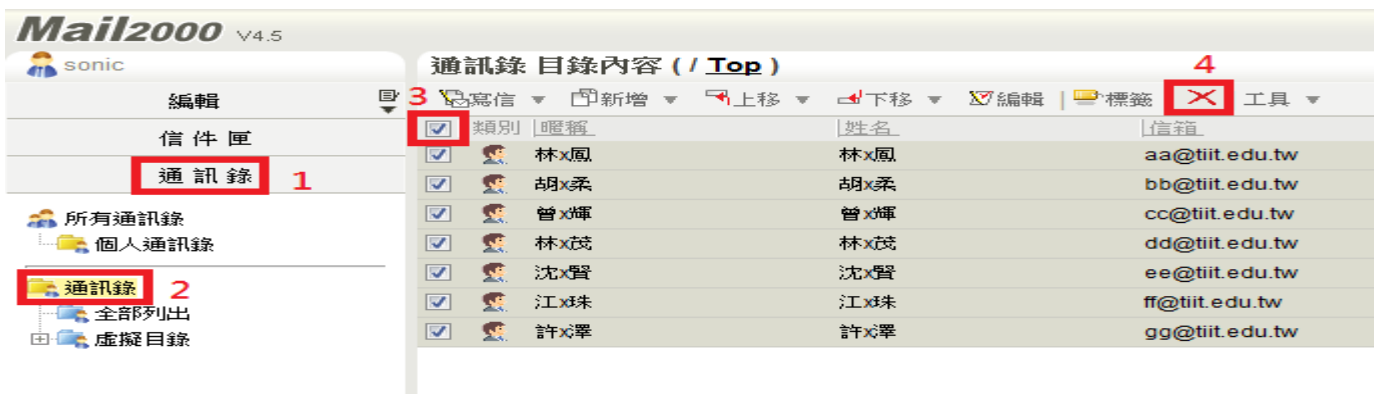 Mail2000 V4.5
sonic
編輯
信件匣
通訊錄 1
所有通訊錄
個人通訊錄
通訊錄 2
全部列出
虛擬目錄
通訊錄 目錄內容 ( / Top )
4
3 寫信 新增 上移 下移 編輯 | 標籤 工具
類別 暱稱 姓名 信箱
林x鳳 林x鳳 aa@tiit.edu.tw
胡x柔 胡x柔 bb@tiit.edu.tw
曾x輝 曾x輝 cc@tiit.edu.tw
林x茂 林x茂 dd@tiit.edu.tw
沈x賢 沈x賢 ee@tiit.edu.tw
江x珠 江x珠 ff@tiit.edu.tw
許x澤 許x澤 gg@tiit.edu.tw